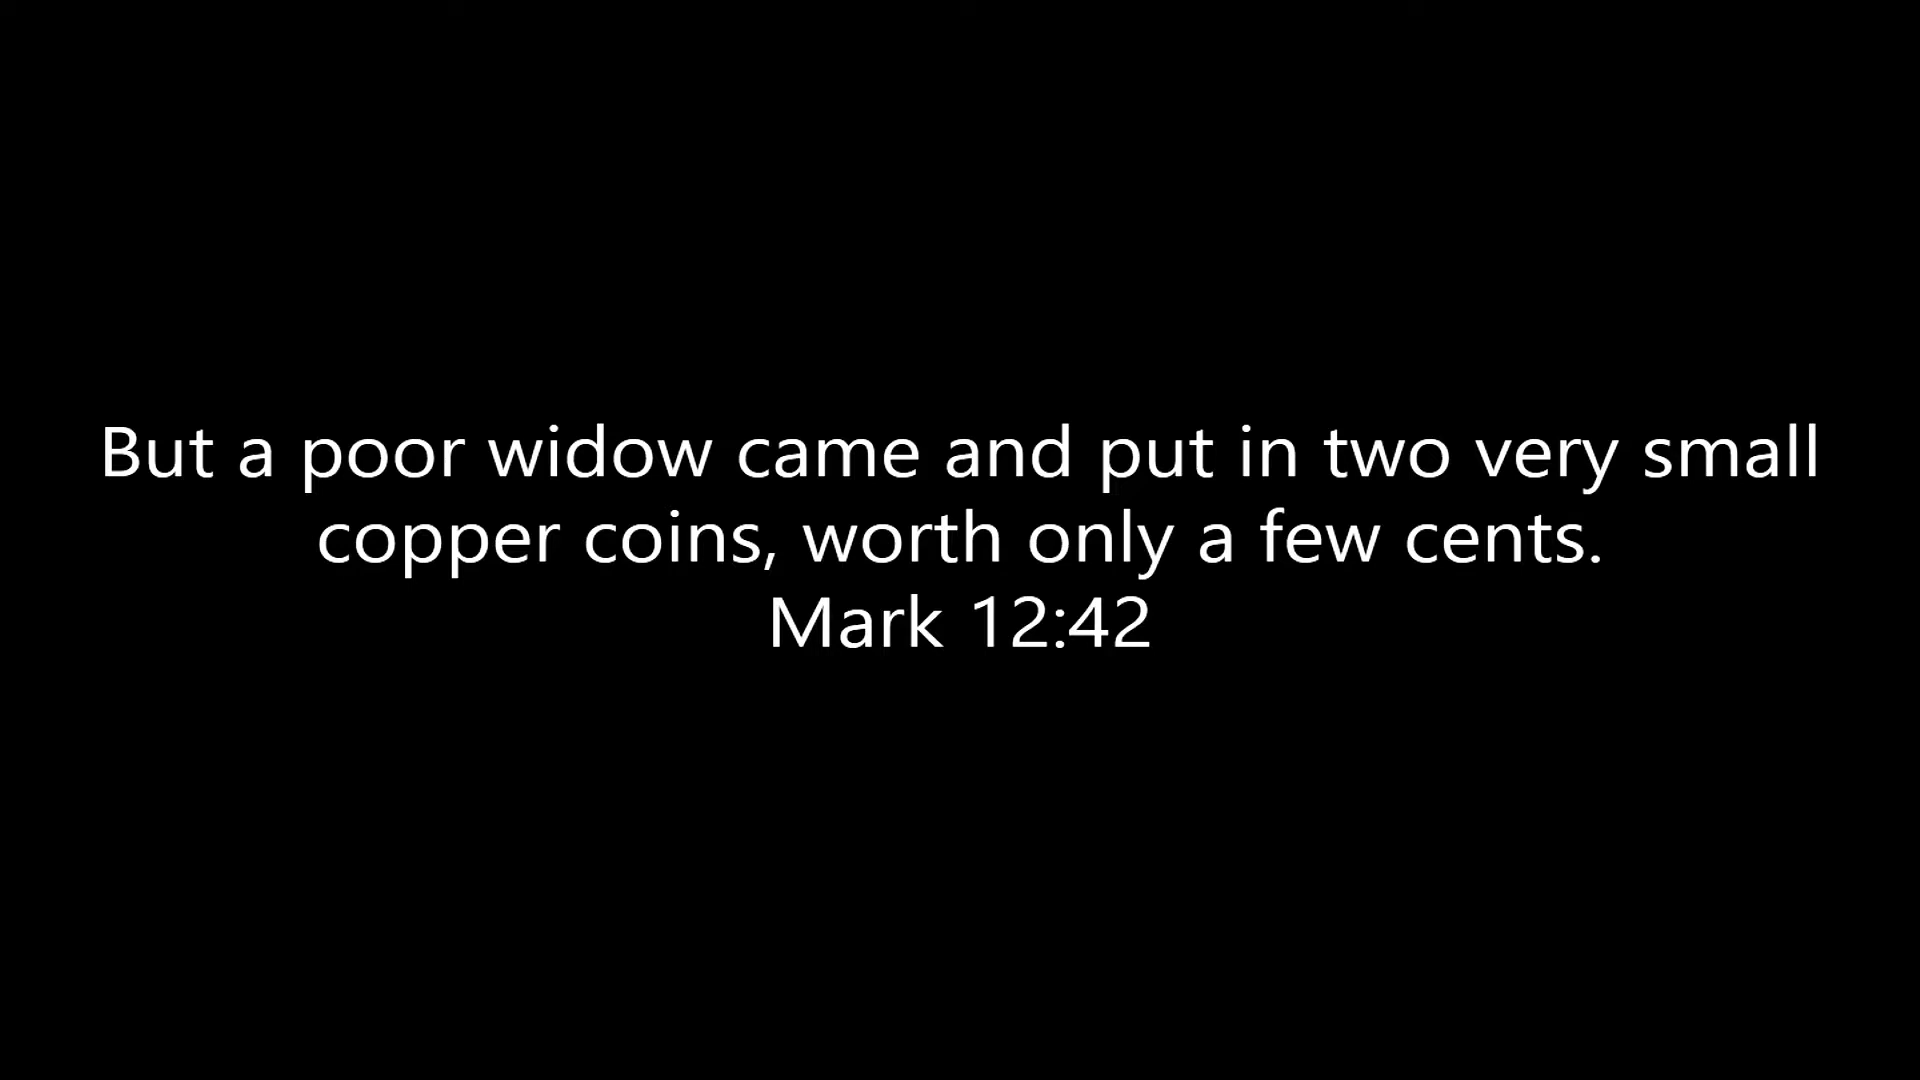 But a poor widow came and put in two very small
copper coins, worth only a few cents.
Mark 12:42